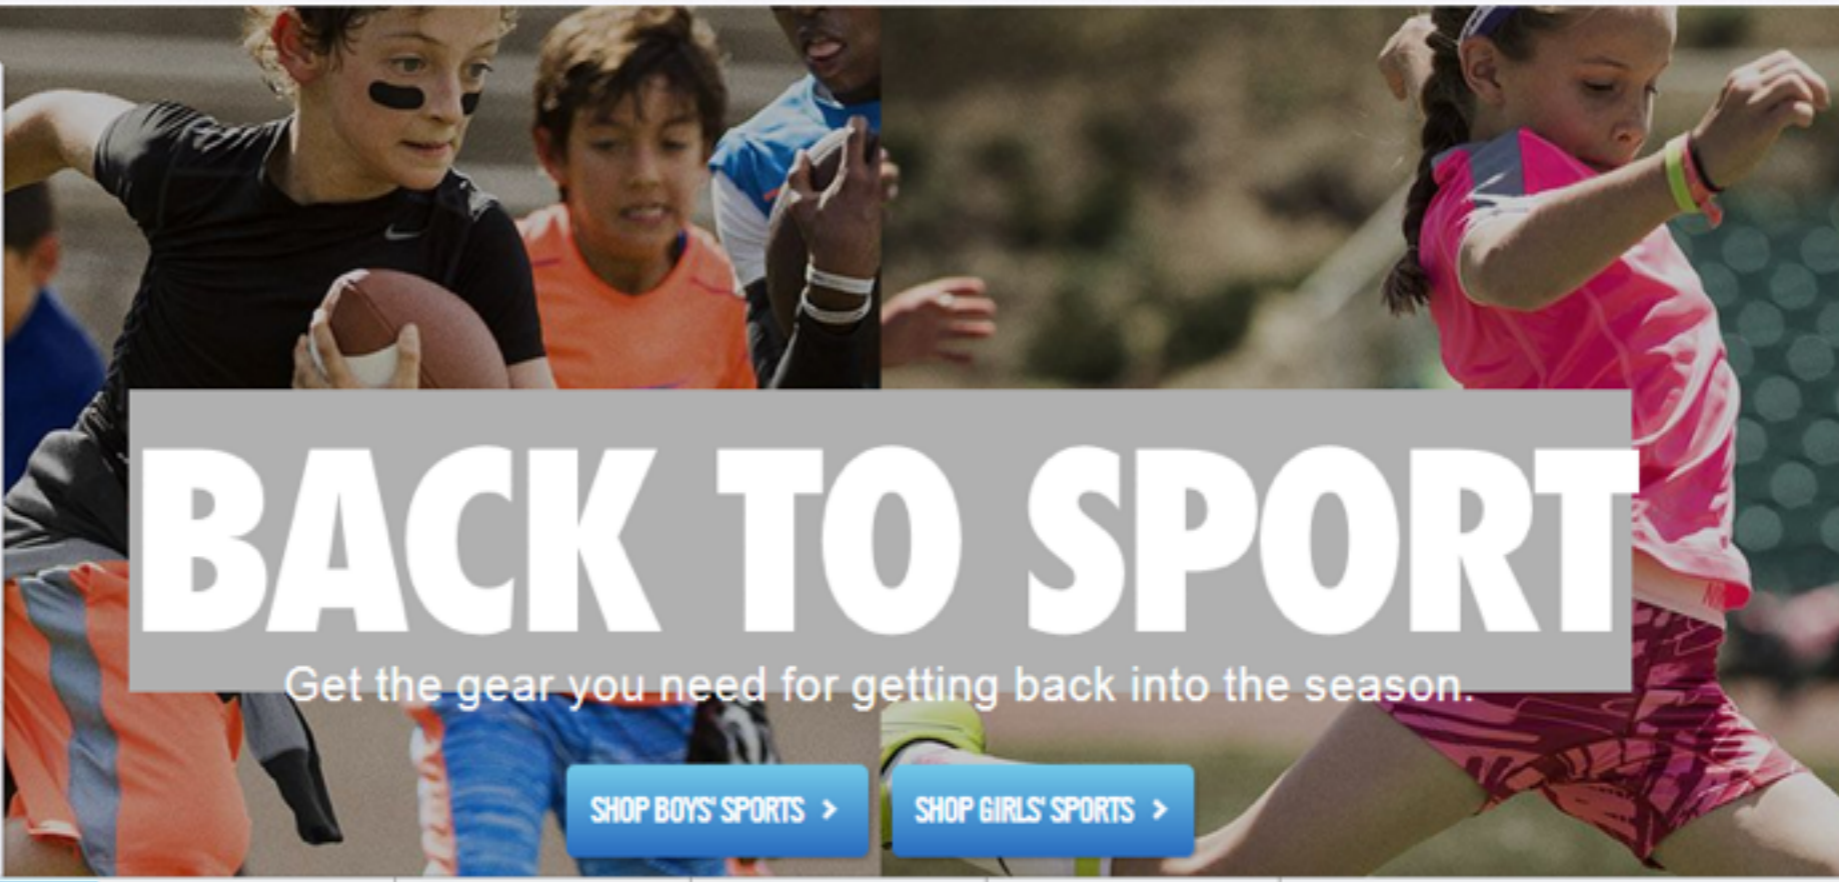 BACK TO SPORT
Get the gear you need for getting back into the season.
SHOP BOYS' SPORTS >
SHOP GIRLS' SPORTS >